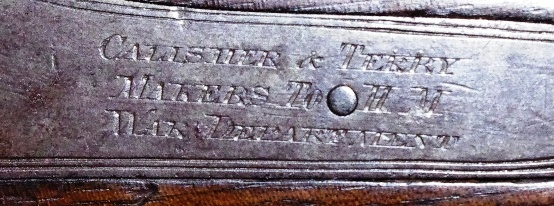 CALISHER & TERRY
MAKERS TO H M
WAR DEPARTMENT